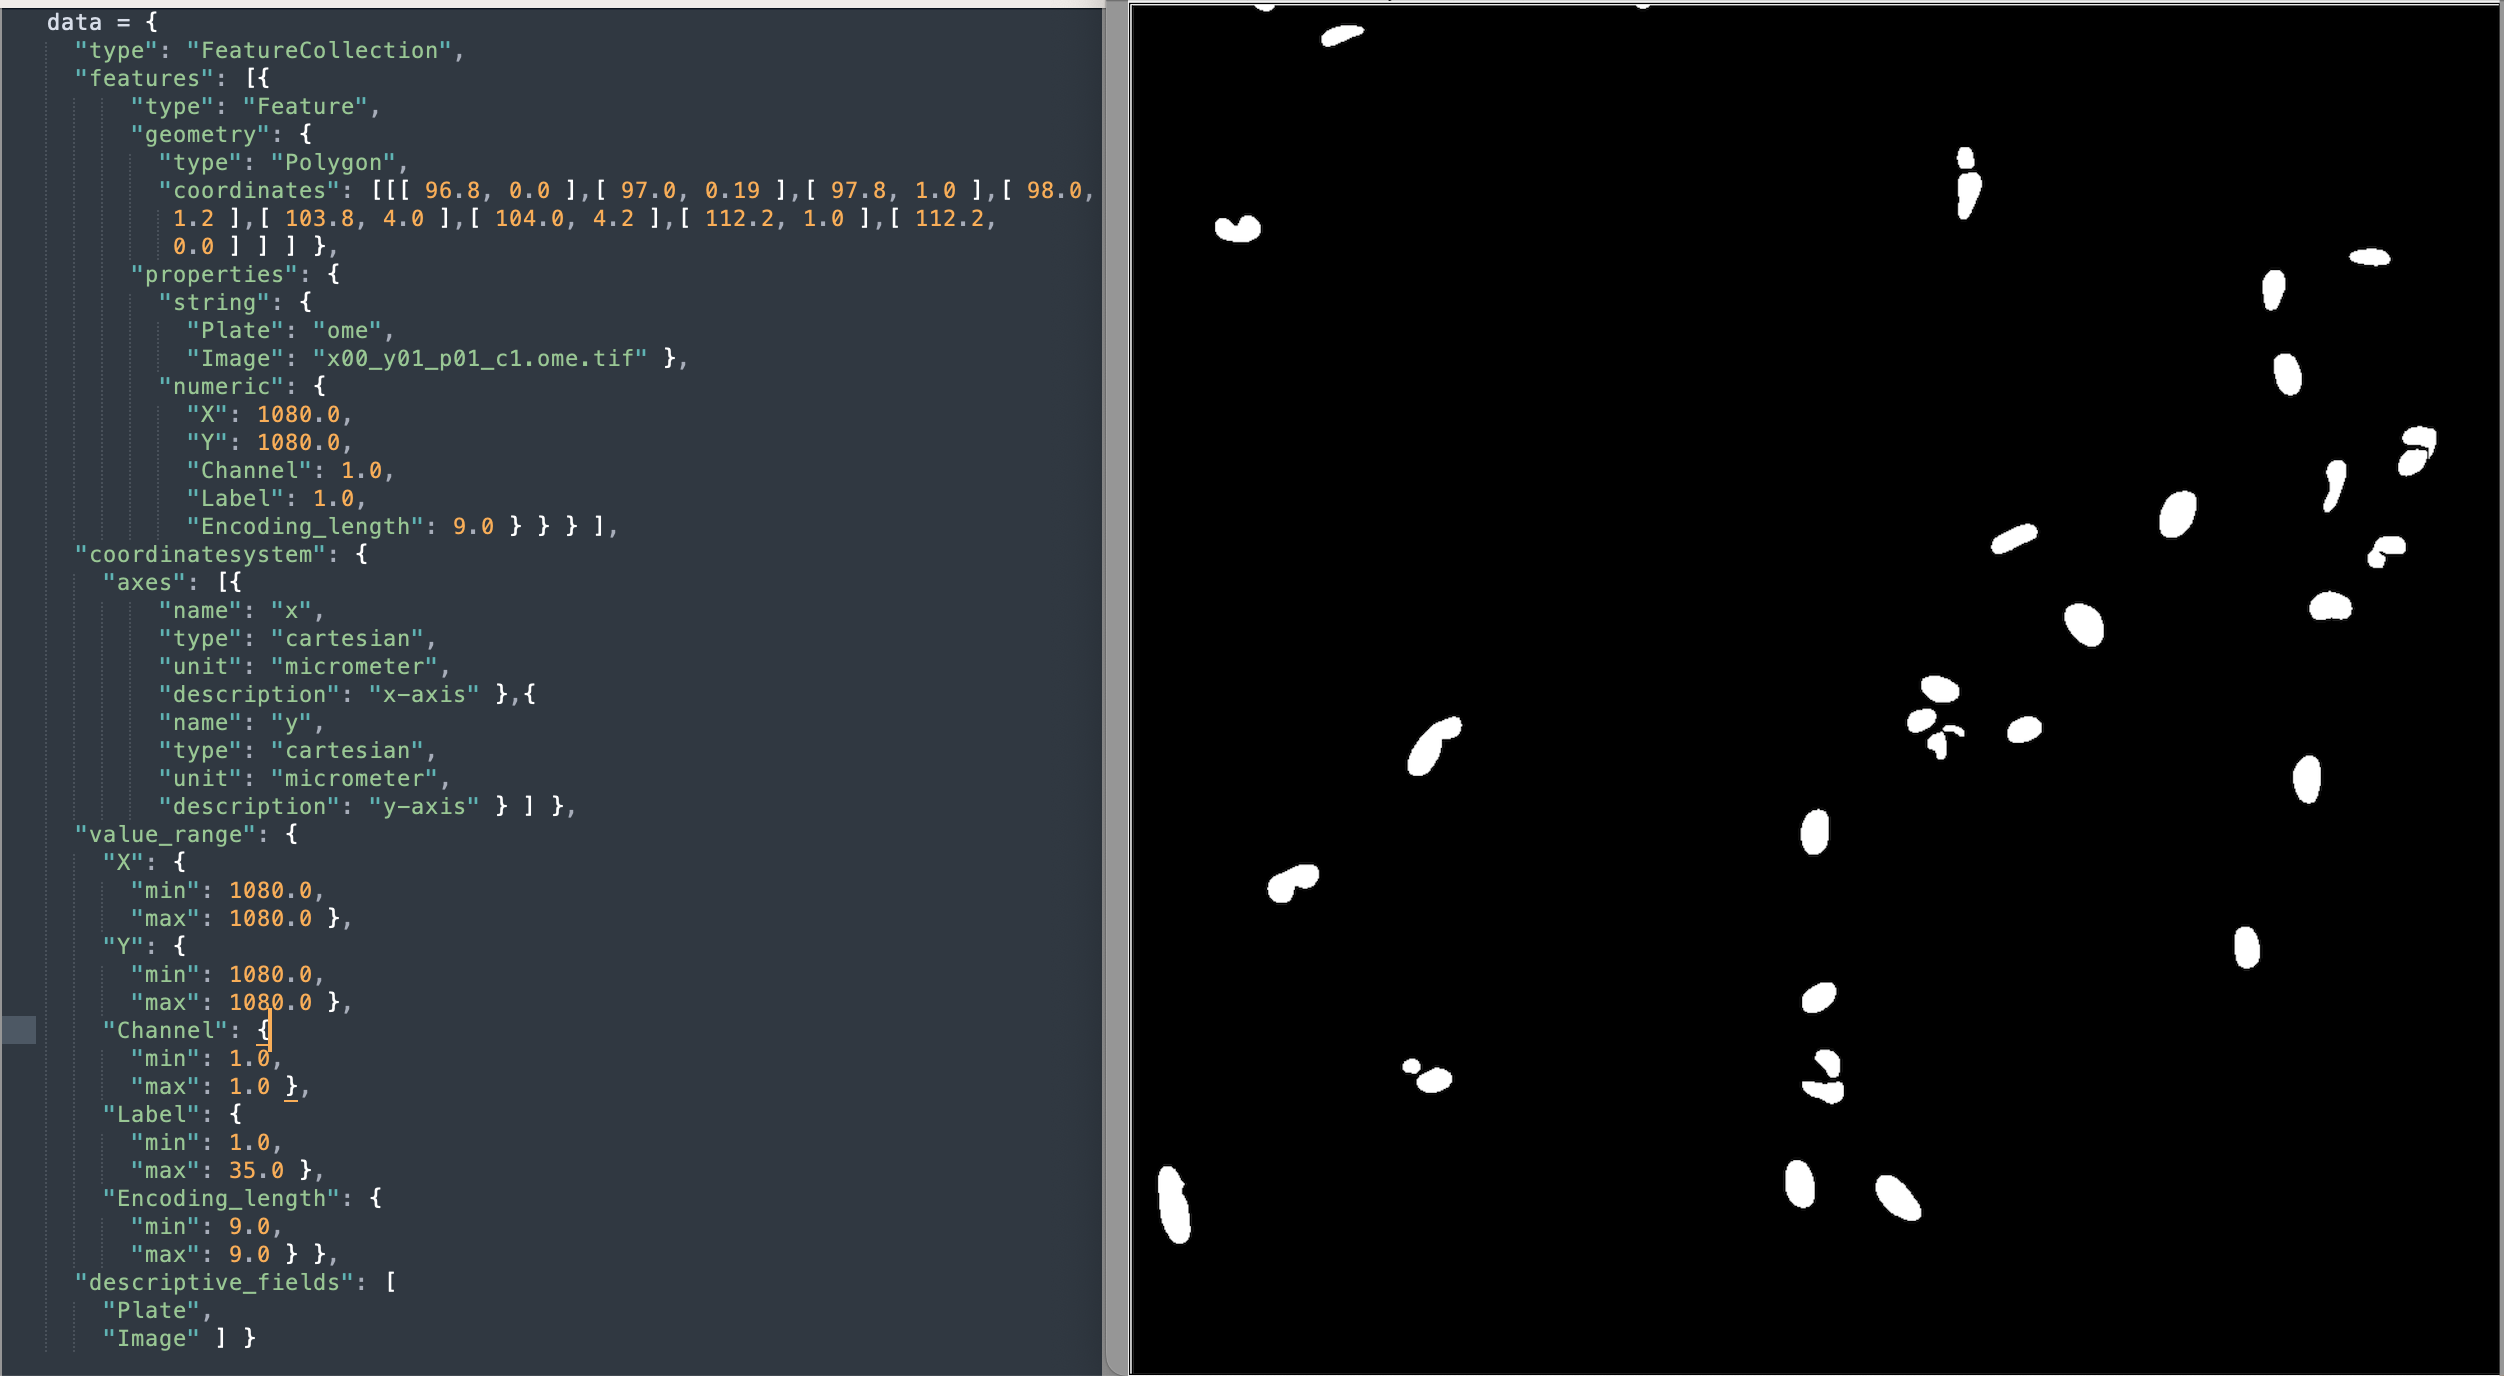 data = {
"type": "FeatureCollection",
"features": [{
"type": "Feature",
"geometry": {
"type": "Polygon",
"coordinates": [[[ 96.8, 0.0 ],[ 97.0, 0.19 ],[ 97.8, 1.0 ],[ 98.0,
1.2 ],[ 103.8, 4.0 ],[ 104.0, 4.2 ],[ 112.2, 1.0 ],[ 112.2,
0.0 ] ] ] },
"properties": {
"string": {
"Plate": "ome",
"Image": "x00_y01_p01_c1.ome.tif" },
"numeric": {
"X": 1080.0,
"Y": 1080.0,
"Channel": 1.0,
"Label": 1.0,
"Encoding_length": 9.0 } } } ],
"coordinatesystem": {
"axes": [{
"name": "x",
"type": "cartesian",
"unit": "micrometer",
"description": "x-axis" },{
"name": "y",
"type": "cartesian",
"unit": "micrometer",
"description": "y-axis" } ] },
"value_range": {
"X": {
"min": 1080.0,
"max": 1080.0 },
"Y": {
"min": 1080.0,
"max": 1080.0 },
"Channel": {
"min": 1.0,
"max": 1.0 },
"Label": {
"min": 1.0,
"max": 35.0 },
"Encoding_length": {
"min": 9.0,
"max": 9.0 } },
"descriptive_fields": [
"Plate",
"Image" ] }